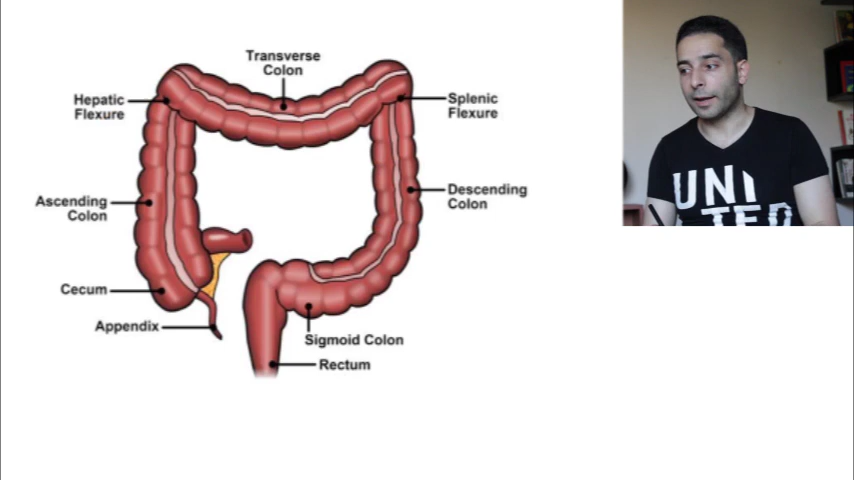 Transverse
Colon
Hepatic
Flexure
Splenic
Flexure
Ascending
Colon
Descending
Colon
Cecum
Appendix
Sigmoid Colon
Rectum
UNI
TED